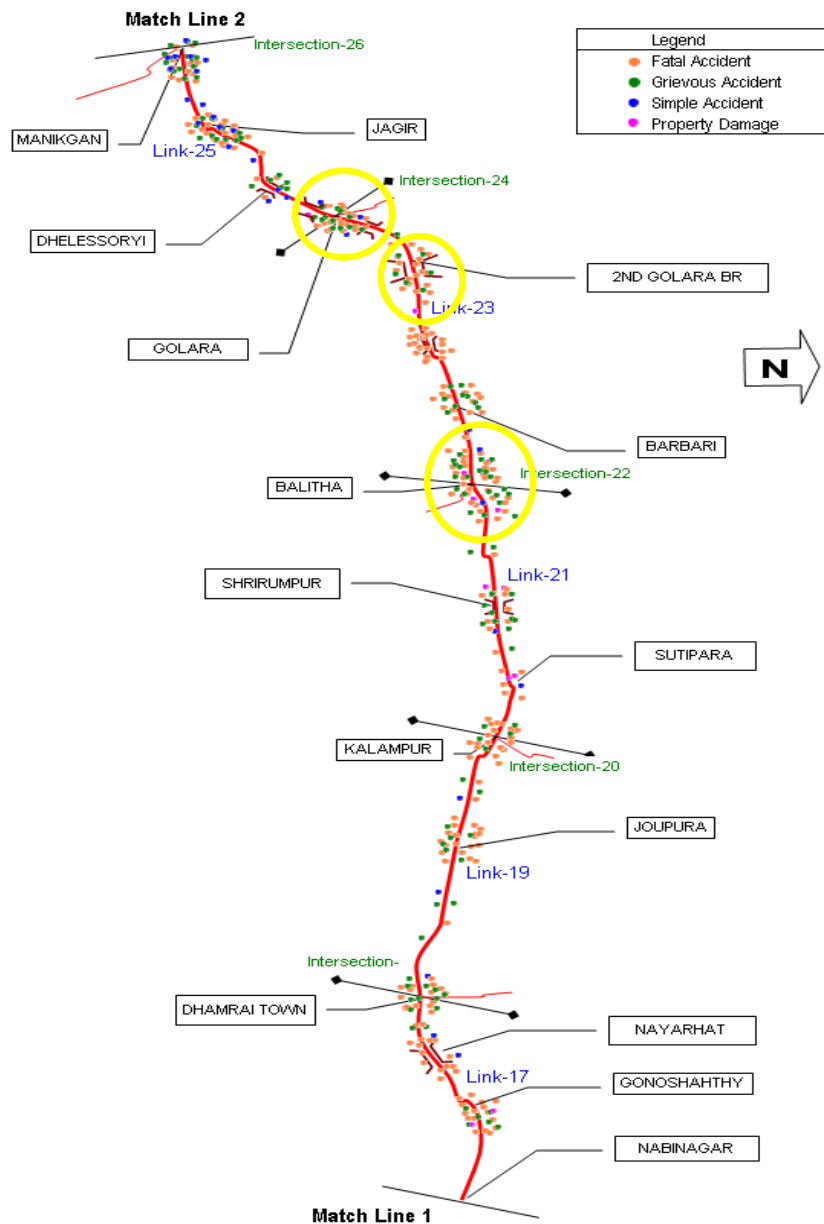 Match Line 2
Intersection-26
Legend
Fatal Accident
Grievous Accident
Simple Accident
Property Damage
MANIKGAN
JAGIR
Link-25
Intersection-24
DHELESSORYI
2ND GOLARA BR
Link-23
GOLARA
N
BARBARI
Intersection-22
BALITHA
Link-21
SHRIRUMPUR
SUTIPARA
KALAMPUR
Intersection-20
JOUPURA
Link-19
Intersection-
DHAMRAI TOWN
NAYARHAT
Link-17
GONOSHAHTHY
NABINAGAR
Match Line 1